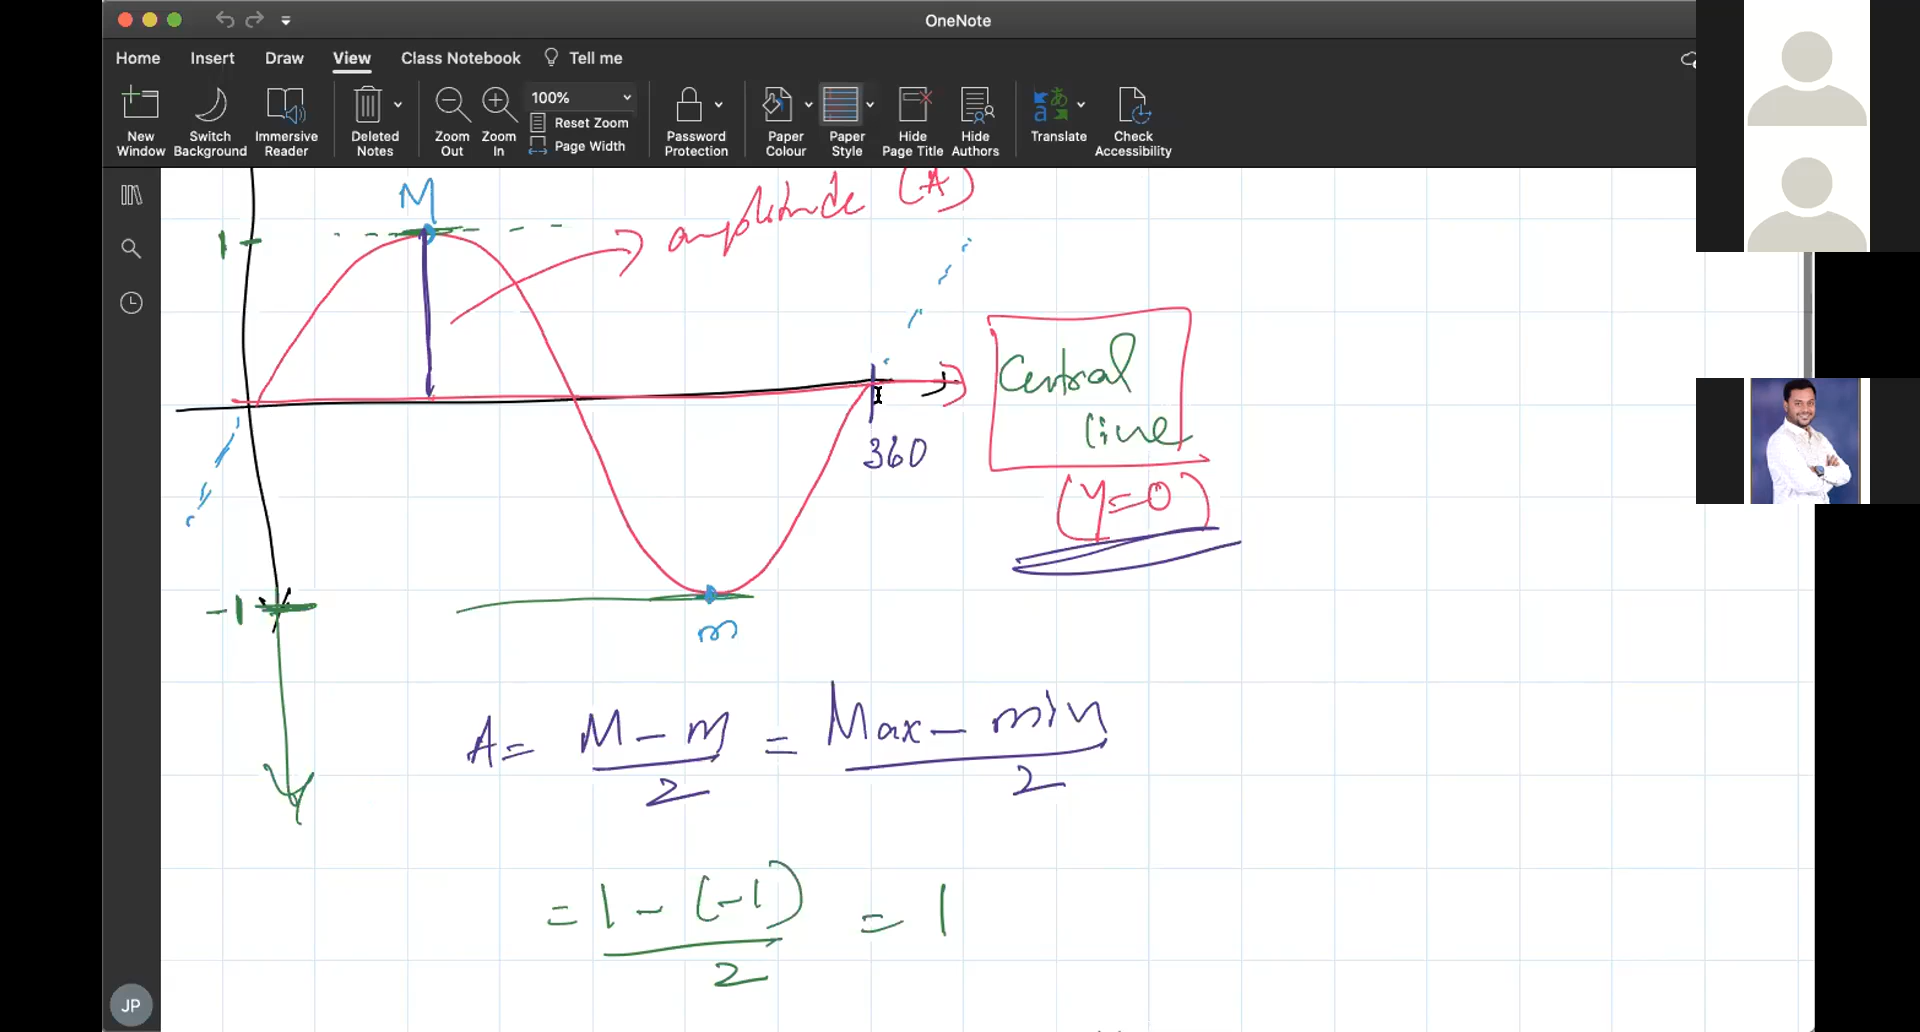 OneNote
Home Insert Draw View Class Notebook Tell me
New Window
Switch Background
Immersive Reader
Deleted Notes
Zoom Out
Zoom In
100%
Reset Zoom
Page Width
Password Protection
Paper Colour
Paper Style
Hide Page Title
Hide Authors
Translate
Check Accessibility
M
amplitude (A)
1
Central
line
360
(y=0)
-1
m
A = M - m / 2 = Max - min / 2
= 1 - (-1) / 2 = 1
JP